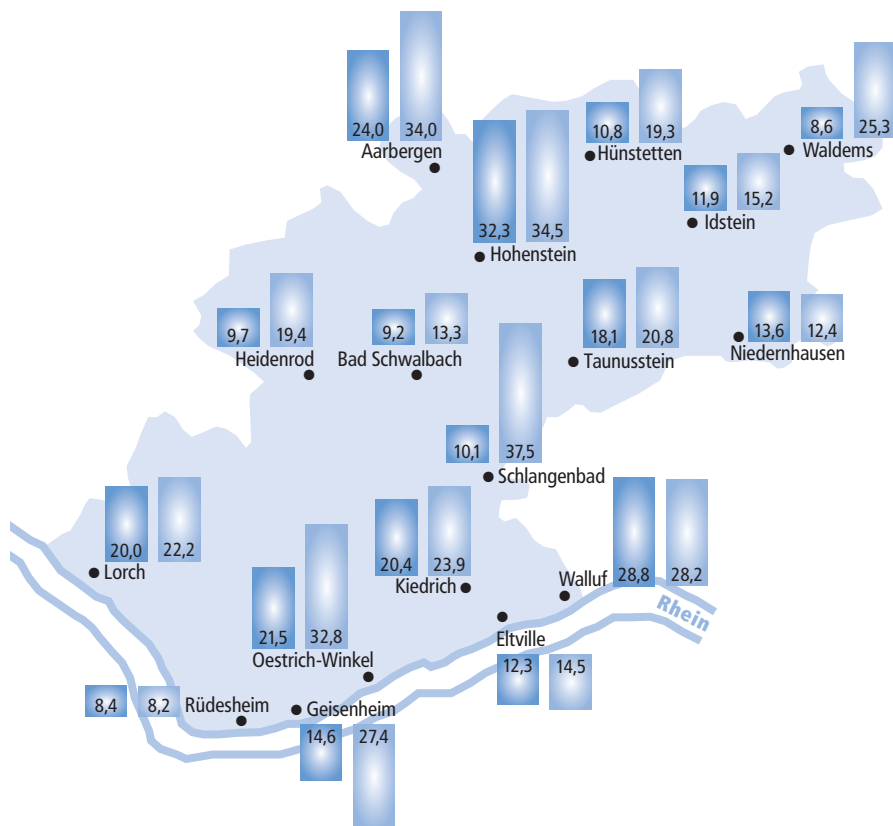 24,0 34,0
Aarbergen
10,8 19,3
Hünstetten
8,6 25,3
Waldems
11,9 15,2
Idstein
32,3 34,5
Hohenstein
9,7 19,4
Heidenrod
9,2 13,3
Bad Schwalbach
18,1 20,8
Taunusstein
13,6 12,4
Niedernhausen
10,1 37,5
Schlangenbad
20,0 22,2
Lorch
20,4 23,9
Kiedrich
28,8 28,2
Walluf
Rhein
21,5 32,8
Oestrich-Winkel
Eltville
12,3 14,5
8,4 8,2
Rüdesheim
Geisenheim
14,6 27,4